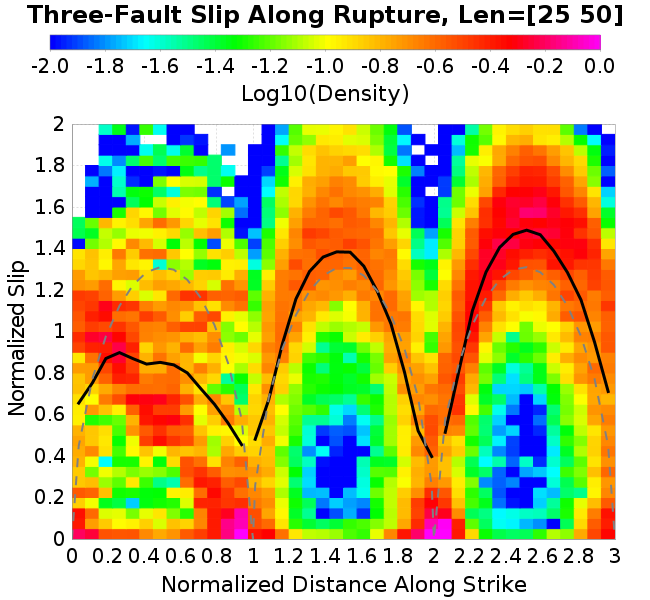 Three-Fault Slip Along Rupture, Len=[25 50]
-2.0 -1.8 -1.6 -1.4 -1.2 -1.0 -0.8 -0.6 -0.4 -0.2 0.0
Log10(Density)
2
1.8
1.6
1.4
1.2
1
0.8
0.6
0.4
0.2
0
Normalized Slip
0 0.2 0.4 0.6 0.8 1 1.2 1.4 1.6 1.8 2 2.2 2.4 2.6 2.8 3
Normalized Distance Along Strike